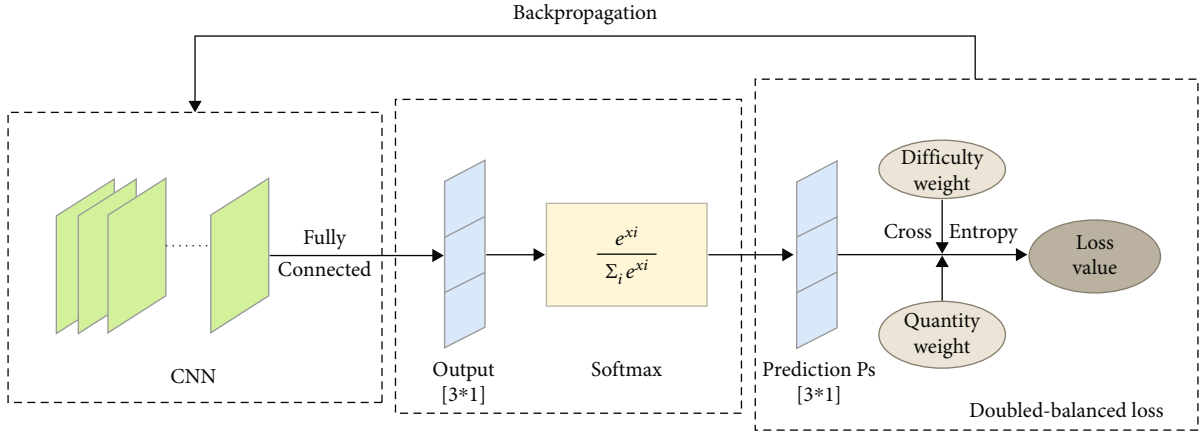 Backpropagation
CNN
Fully
Connected
Output
[3*1]
e^{xi}
Σ_i e^{xi}
Softmax
Prediction Ps
[3*1]
Difficulty
weight
Cross Entropy
Quantity
weight
Loss
value
Doubled-balanced loss